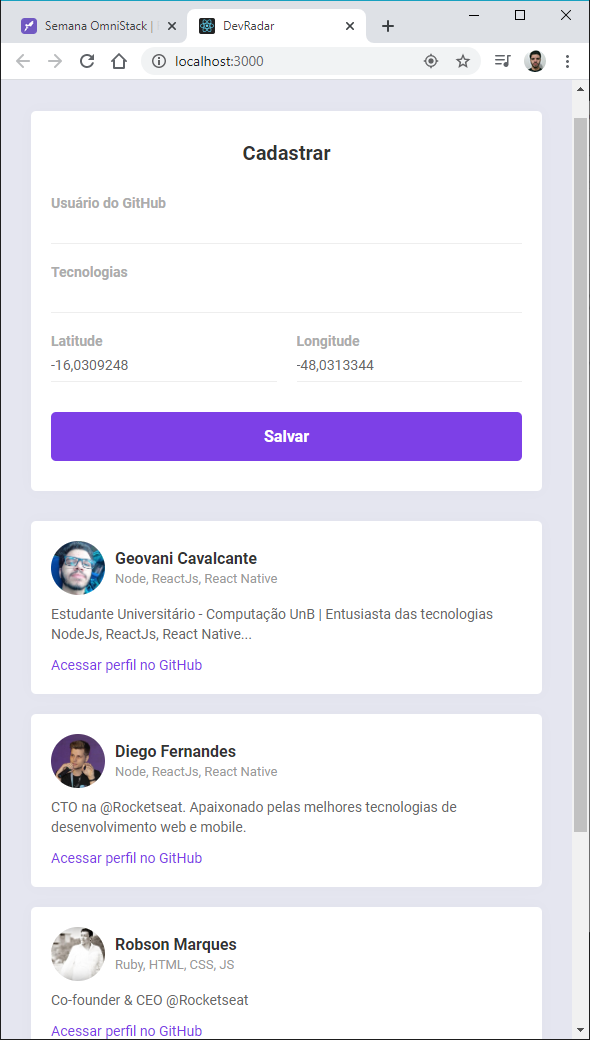 Semana OmniStack |
DevRadar
localhost:3000
Cadastrar
Usuário do GitHub
Tecnologias
Latitude Longitude
-16,0309248 -48,0313344
Salvar
Geovani Cavalcante
Node, ReactJs, React Native
Estudante Universitário - Computação UnB | Entusiasta das tecnologias
NodeJs, ReactJs, React Native...
Acessar perfil no GitHub
Diego Fernandes
Node, ReactJs, React Native
CTO na @Rocketseat. Apaixonado pelas melhores tecnologias de
desenvolvimento web e mobile.
Acessar perfil no GitHub
Robson Marques
Ruby, HTML, CSS, JS
Co-founder & CEO @Rocketseat
Acessar perfil no GitHub